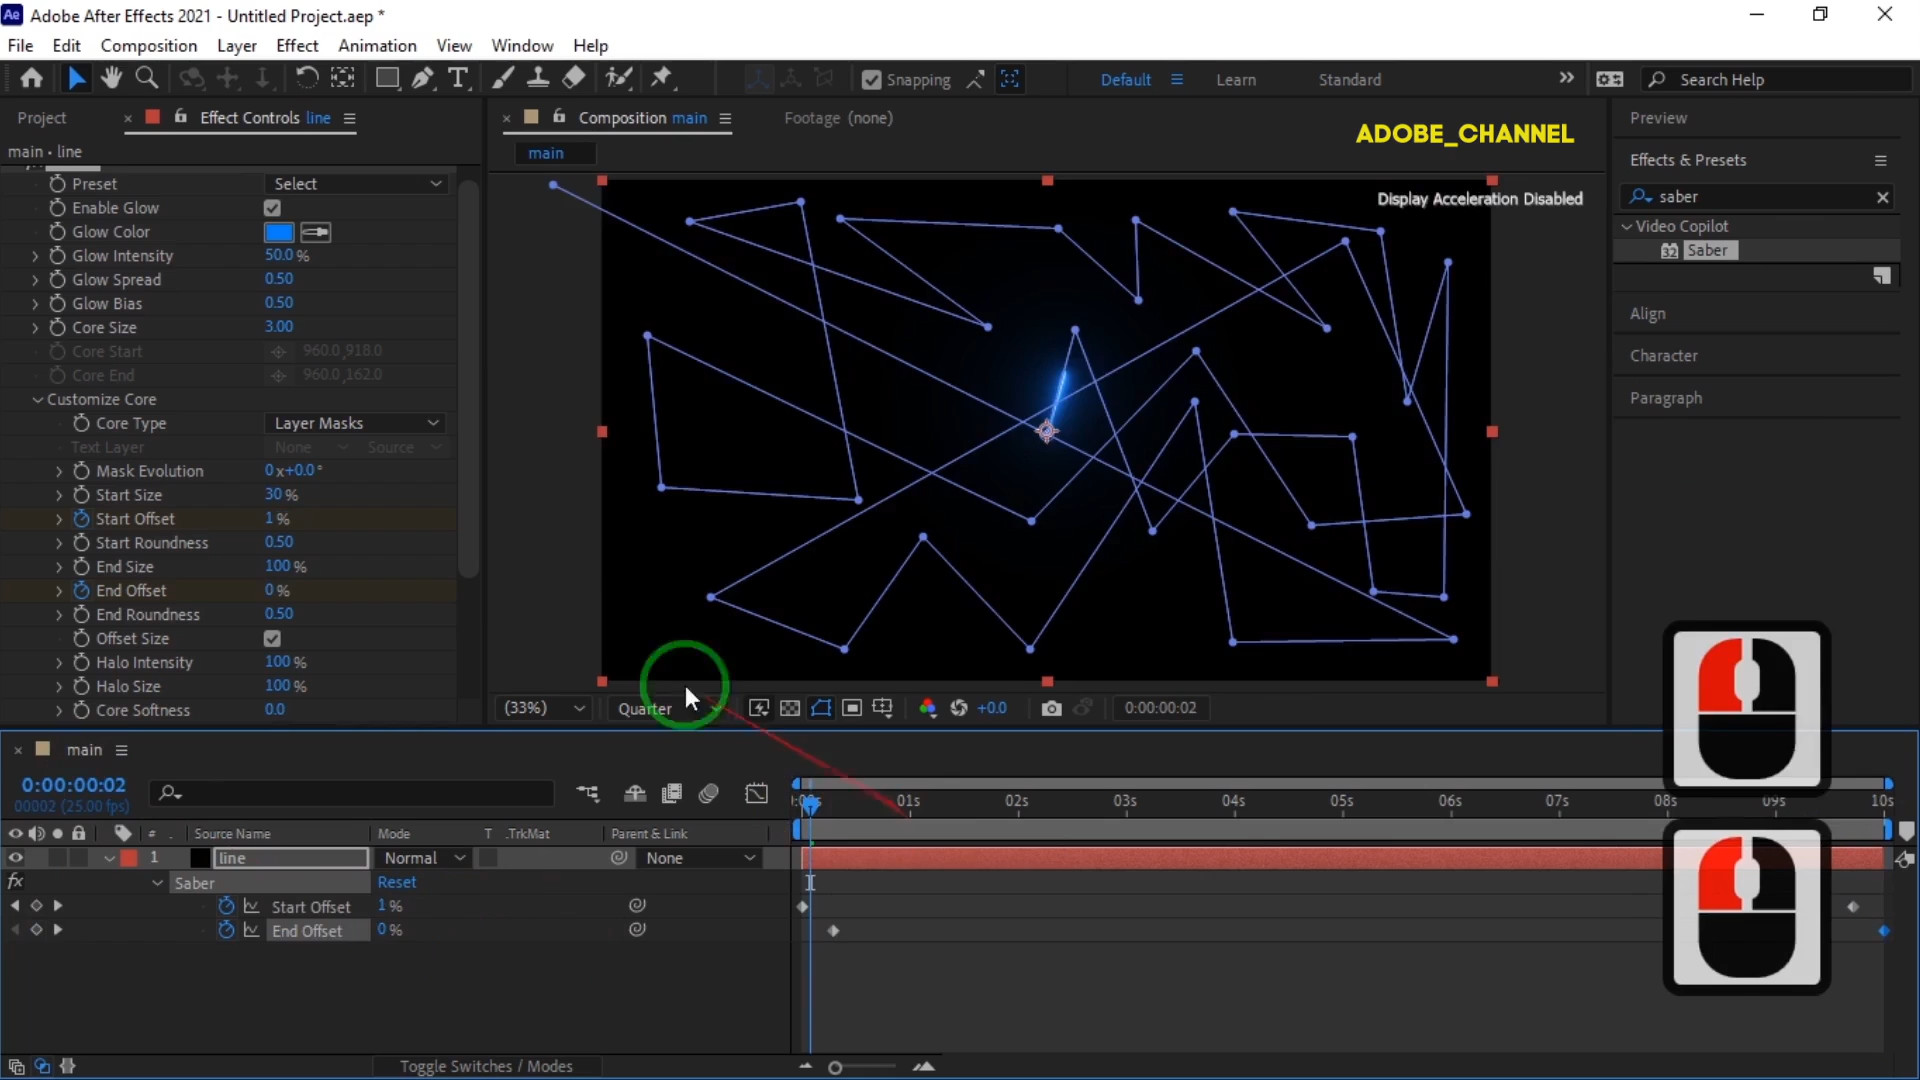 Ae Adobe After Effects 2021 - Untitled Project.aep *
File Edit Composition Layer Effect Animation View Window Help
Snapping Default Learn Standard Search Help
Project Effect Controls line
main • line
Preset Select
Enable Glow
Glow Color
Glow Intensity 50.0 %
Glow Spread 0.50
Glow Bias 0.50
Core Size 3.00
Core Start 960.0,918.0
Core End 960.0,162.0
Customize Core
Core Type Layer Masks
Text Layer None Source
Mask Evolution 0x+0.0°
Start Size 30 %
Start Offset 1 %
Start Roundness 0.50
End Size 100 %
End Offset 0 %
End Roundness 0.50
Offset Size
Halo Intensity 100 %
Halo Size 100 %
Core Softness 0.0
Composition main Footage (none)
main
ADOBE_CHANNEL
Display Acceleration Disabled
(33%) Quarter +0.0 0:00:00:02
Preview
Effects & Presets
saber
Video Copilot
32 Saber
Align
Character
Paragraph
main
0:00:00:02
00002 (25.00 fps)
01s 02s 03s 04s 05s 06s 07s 08s 09s 10s
# Source Name Mode T .TrkMat Parent & Link
1 line Normal None
fx Saber Reset
Start Offset 1 %
End Offset 0 %
Toggle Switches / Modes